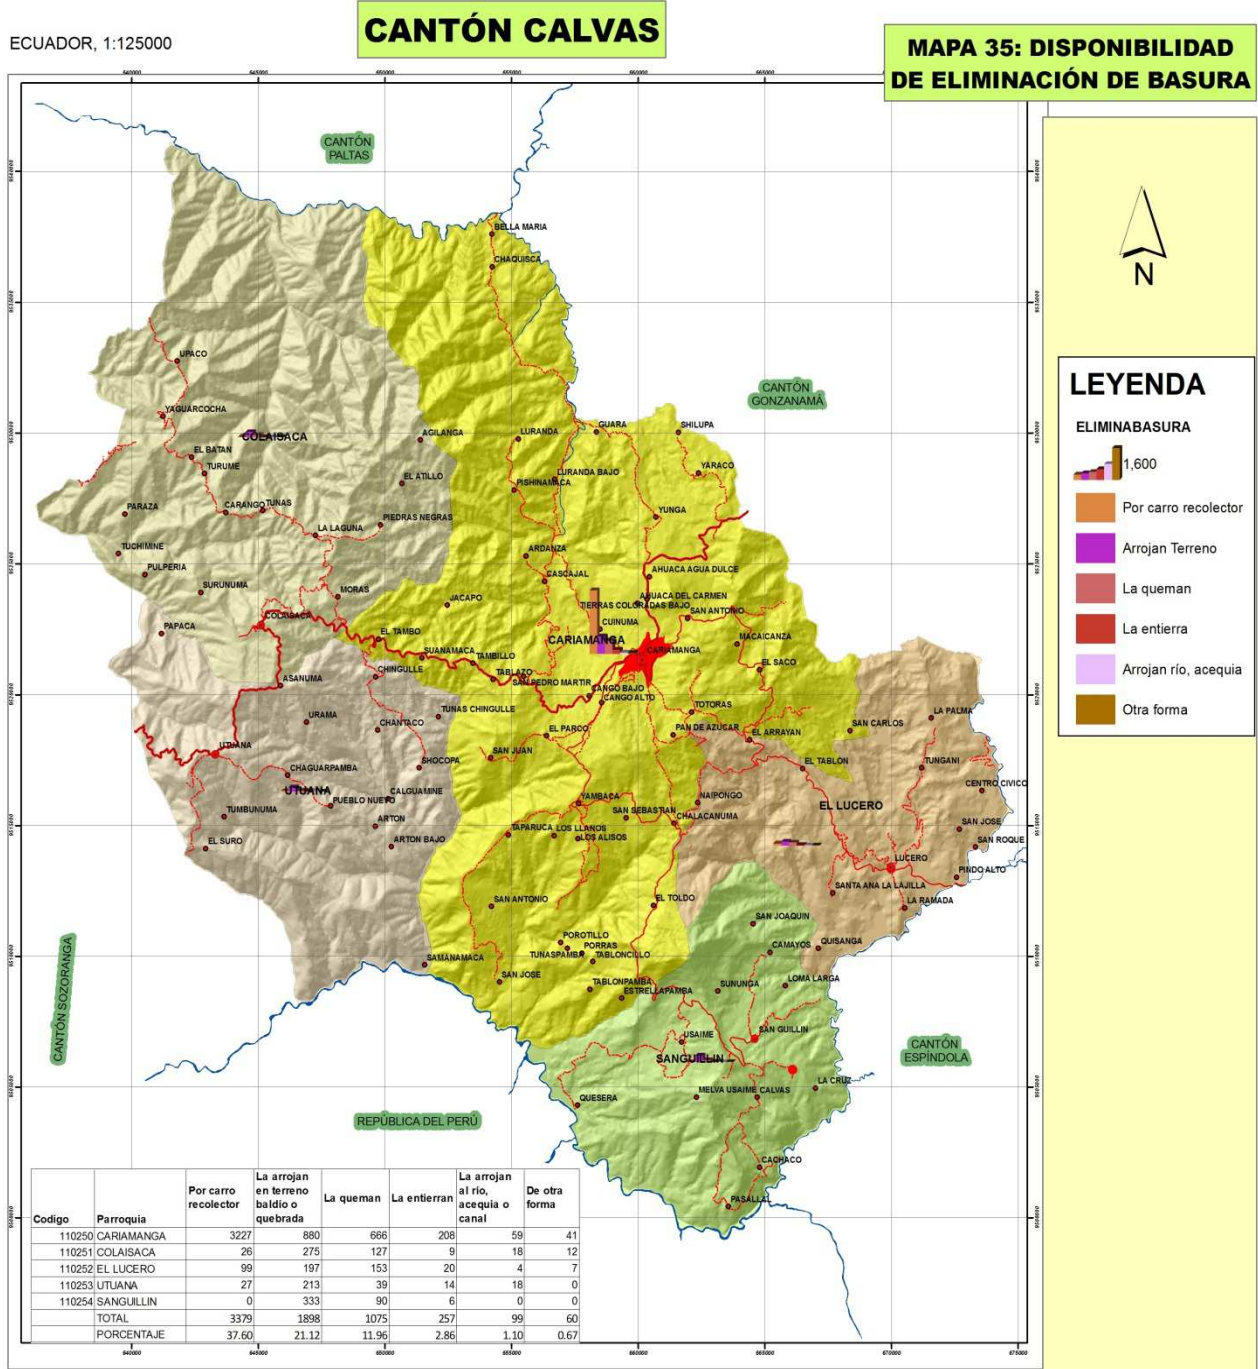 CANTÓN CALVAS
ECUADOR, 1:125000
MAPA 35: DISPONIBILIDAD
DE ELIMINACIÓN DE BASURA
640000 645000 650000 655000 660000 665000
CANTÓN
PALTAS
BELLA MARIA
CHAQUISCA
N
UPACO
CANTÓN
GONZANAMÁ
LEYENDA
ELIMINABASURA
1,600
Por carro recolector
Arrojan Terreno
La queman
La entierra
Arrojan río, acequia
Otra forma
YAGUARCOCHA
COLAISACA
AGILANGA
LURANDA
GUARA
SHILUPA
EL BATAN
TURUME
EL ATILLO
LURANDA BAJO
PISHINAMACA
YARACO
PARAZA
CARANGO
TUNAS
LA LAGUNA
PIEDRAS NEGRAS
YUNGA
TUCHIMINE
PULPERIA
SURUNUMA
MORAS
JACAPO
ARDANZA
CASCAJAL
AHUACA AGUA DULCE
AHUACA DEL CARMEN
TIERRAS COLORADAS BAJO
SAN ANTONIO
PAPACA
COLAISACA
EL TAMBO
CUINUMA
CARIAMANGA
CARIAMANGA
MACAICANZA
SUANAMACA
TAMBILLO
CHINGULLE
TABLAZO
SAN PEDRO MARTIR
EL SACO
ASANUMA
CANGO BAJO
CANGO ALTO
URAMA
TUNAS CHINGULLE
CHANTACO
TOTORAS
LA PALMA
EL PARCO
PAN DE AZUCAR
EL ARRAYAN
SAN CARLOS
UTUANA
SAN JUAN
SHOCOPA
EL TABLON
TUNGANI
CHAGUARPAMBA
UTUANA
CALGUAMINE
PUEBLO NUEVO
CENTRO CIVICO
YAMBACA
NAIPONGO
EL LUCERO
TUMBUNUMA
ARTON
SAN SEBASTIAN
CHALACANUMA
SAN JOSE
EL SURO
ARTON BAJO
TAPARUCA
LOS LLANOS
LOS ALISOS
SAN ROQUE
LUCERO
PINDO ALTO
SANTA ANA LA LAJILLA
LA RAMADA
SAN ANTONIO
EL TOLDO
SAN JOAQUIN
POROTILLO
PORRAS
TUNASPAMBA
TABLONCILLO
CAMAYOS
QUISANGA
SAMANAMACA
SAN JOSE
TABLONPAMBA
ESTRELLAPAMBA
SUNUNGA
LOMA LARGA
CANTÓN SOZORANGA
USAIME
SAN GUILLIN
SANGUILLIN
CANTÓN
ESPÍNDOLA
QUESERA
MELVA USAIME
CALVAS
LA CRUZ
REPÚBLICA DEL PERÚ
CACHACO
PASALLAL
Codigo Parroquia Por carro recolector La arrojan en terreno baldio o quebrada La queman La entierran La arrojan al río, acequia o canal De otra forma
110250 CARIAMANGA 3227 880 666 208 59 41
110251 COLAISACA 26 275 127 9 18 12
110252 EL LUCERO 99 197 153 20 4 7
110253 UTUANA 27 213 39 14 18 0
110254 SANGUILLIN 0 333 90 6 0 0
TOTAL 3379 1898 1075 257 99 60
PORCENTAJE 37.60 21.12 11.96 2.86 1.10 0.67
640000 645000 650000 655000 660000 665000 670000 675000